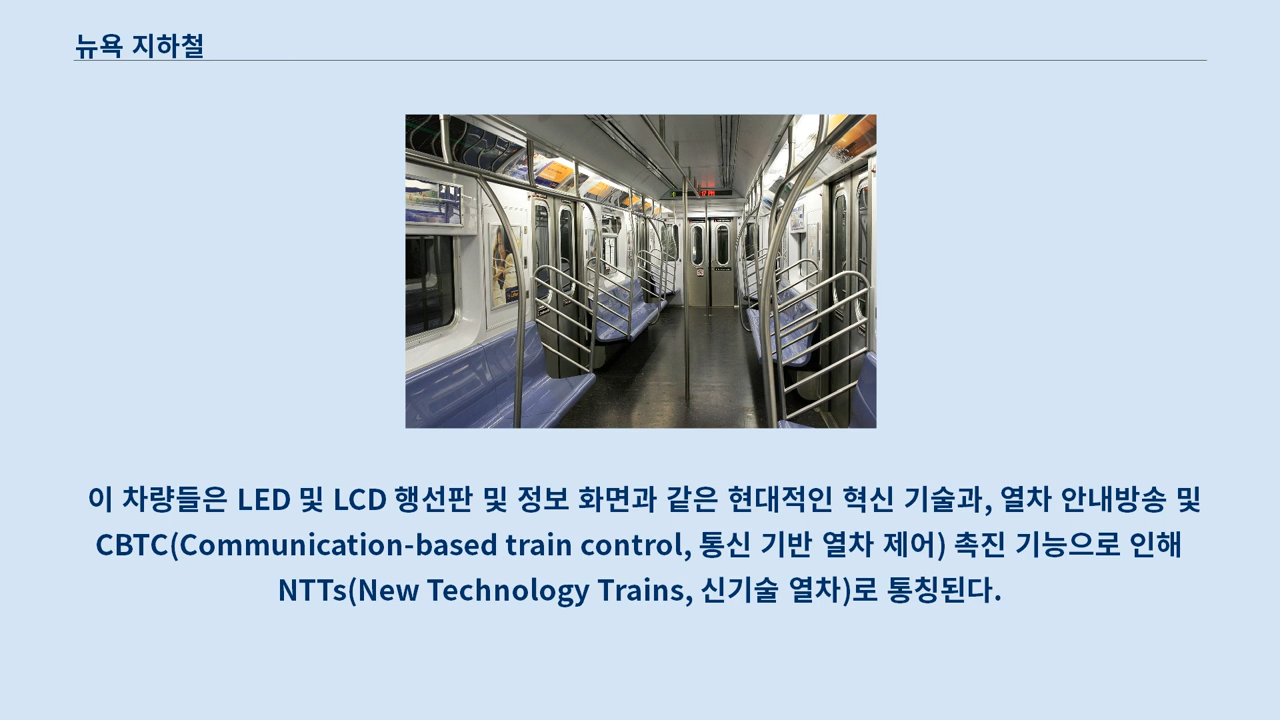 뉴욕 지하철
이 차량들은 LED 및 LCD 행선판 및 정보 화면과 같은 현대적인 혁신 기술과, 열차 안내방송 및
CBTC(Communication-based train control, 통신 기반 열차 제어) 촉진 기능으로 인해
NTTs(New Technology Trains, 신기술 열차)로 통칭된다.